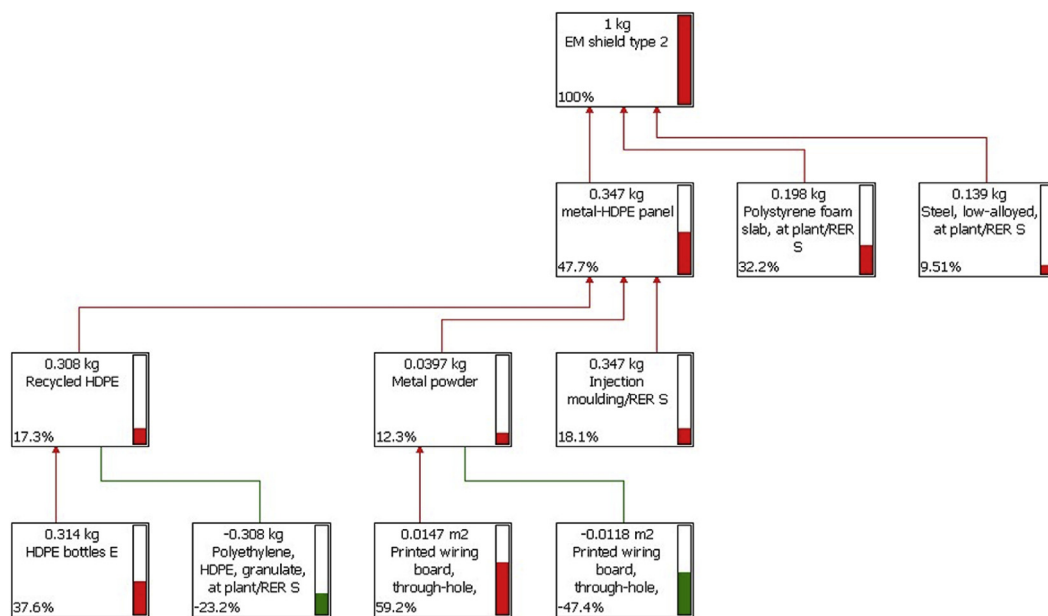 1 kg
EM shield type 2
100%
0.347 kg
metal-HDPE panel
47.7%
0.198 kg
Polystyrene foam
slab, at plant/RER
S
32.2%
0.139 kg
Steel, low-alloyed,
at plant/RER S
9.51%
0.308 kg
Recycled HDPE
17.3%
0.0397 kg
Metal powder
12.3%
0.347 kg
Injection
moulding/RER S
18.1%
0.314 kg
HDPE bottles E
37.6%
-0.308 kg
Polyethylene,
HDPE, granulate,
at plant/RER S
-23.2%
0.0147 m2
Printed wiring
board,
through-hole,
59.2%
-0.0118 m2
Printed wiring
board,
through-hole,
-47.4%